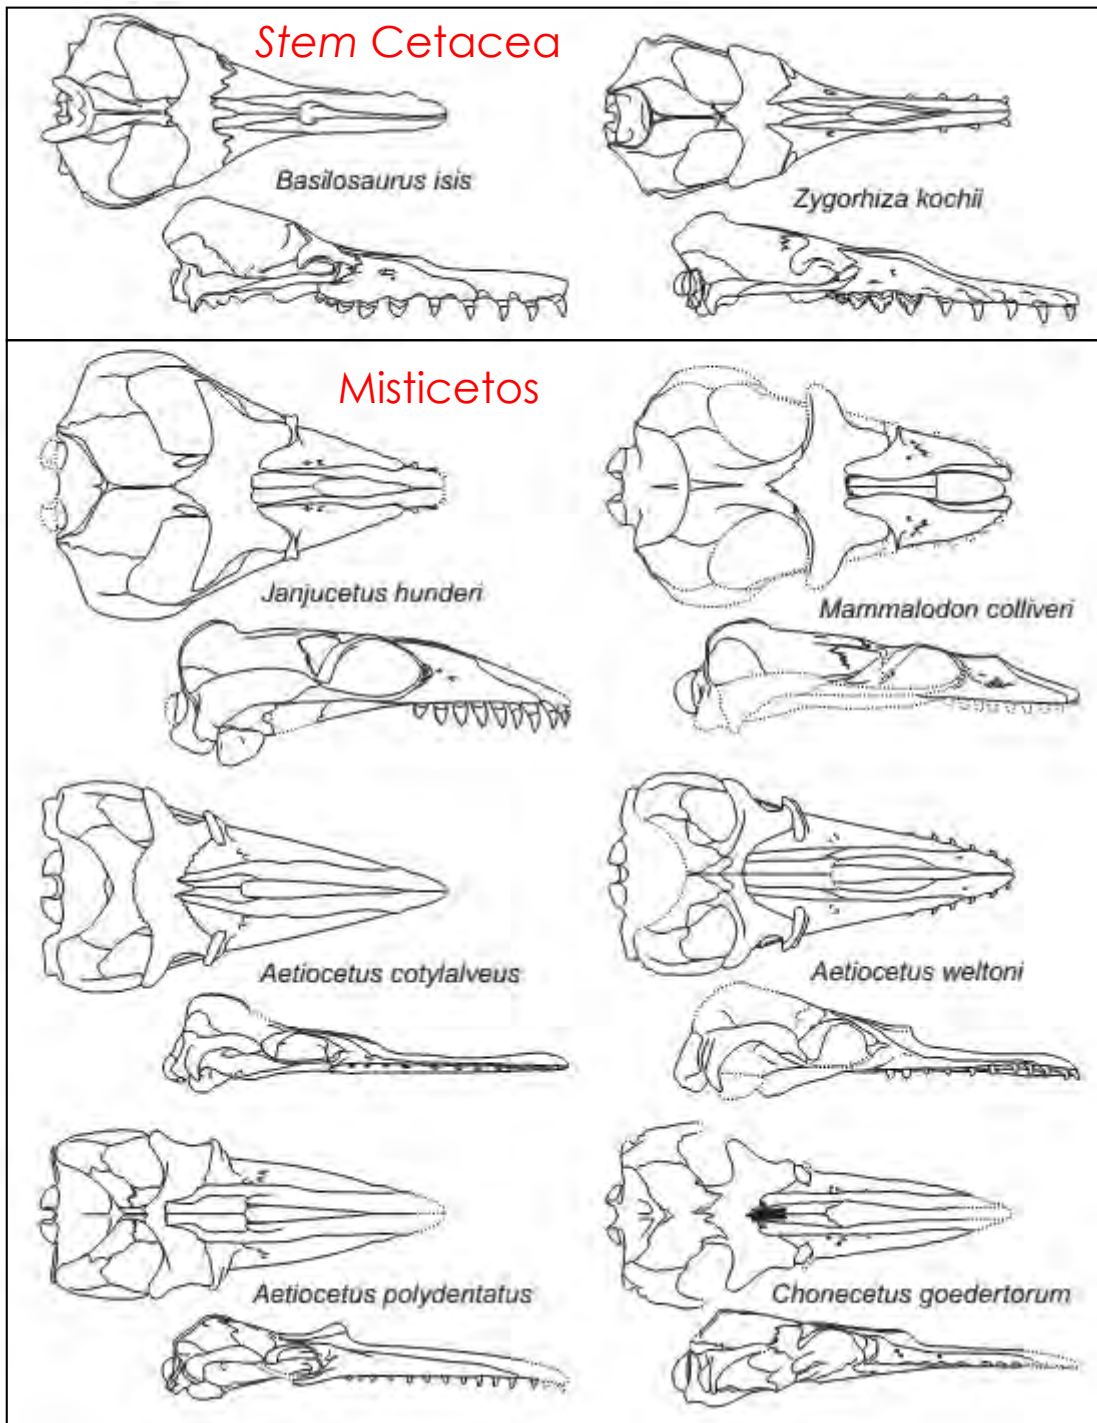 Stem Cetacea
Basilosaurus isis
Zygorhiza kochii
Misticetos
Janjucetus hunderi
Mammalodon colliveri
Aetiocetus cotylalveus
Aetiocetus weltoni
Aetiocetus polydentatus
Chonecetus goedertorum